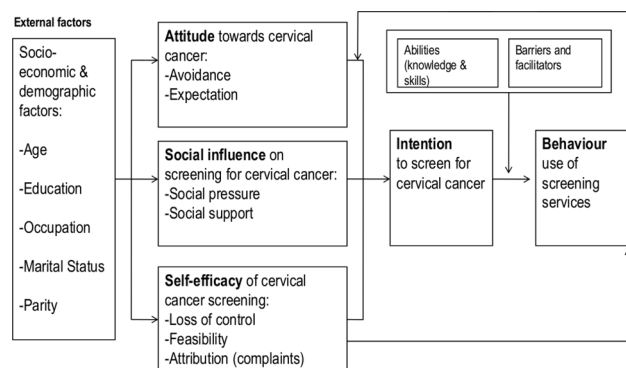 External factors
Socio-
economic &
demographic
factors:
-Age
-Education
-Occupation
-Marital Status
-Parity
Attitude towards cervical
cancer:
-Avoidance
-Expectation
Social influence on
screening for cervical cancer:
-Social pressure
-Social support
Self-efficacy of cervical
cancer screening:
-Loss of control
-Feasibility
-Attribution (complaints)
Abilities
(knowledge &
skills)
Barriers and
facilitators
Intention
to screen for
cervical cancer
Behaviour
use of
screening
services